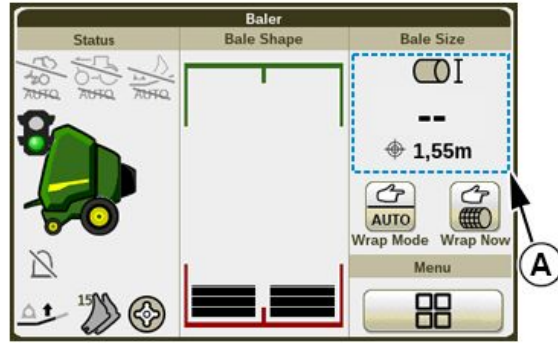 Baler
Status
Bale Shape
Bale Size
AUTO AUTO AUTO
--
1,55m
AUTO
Wrap Mode Wrap Now
Menu
15
A